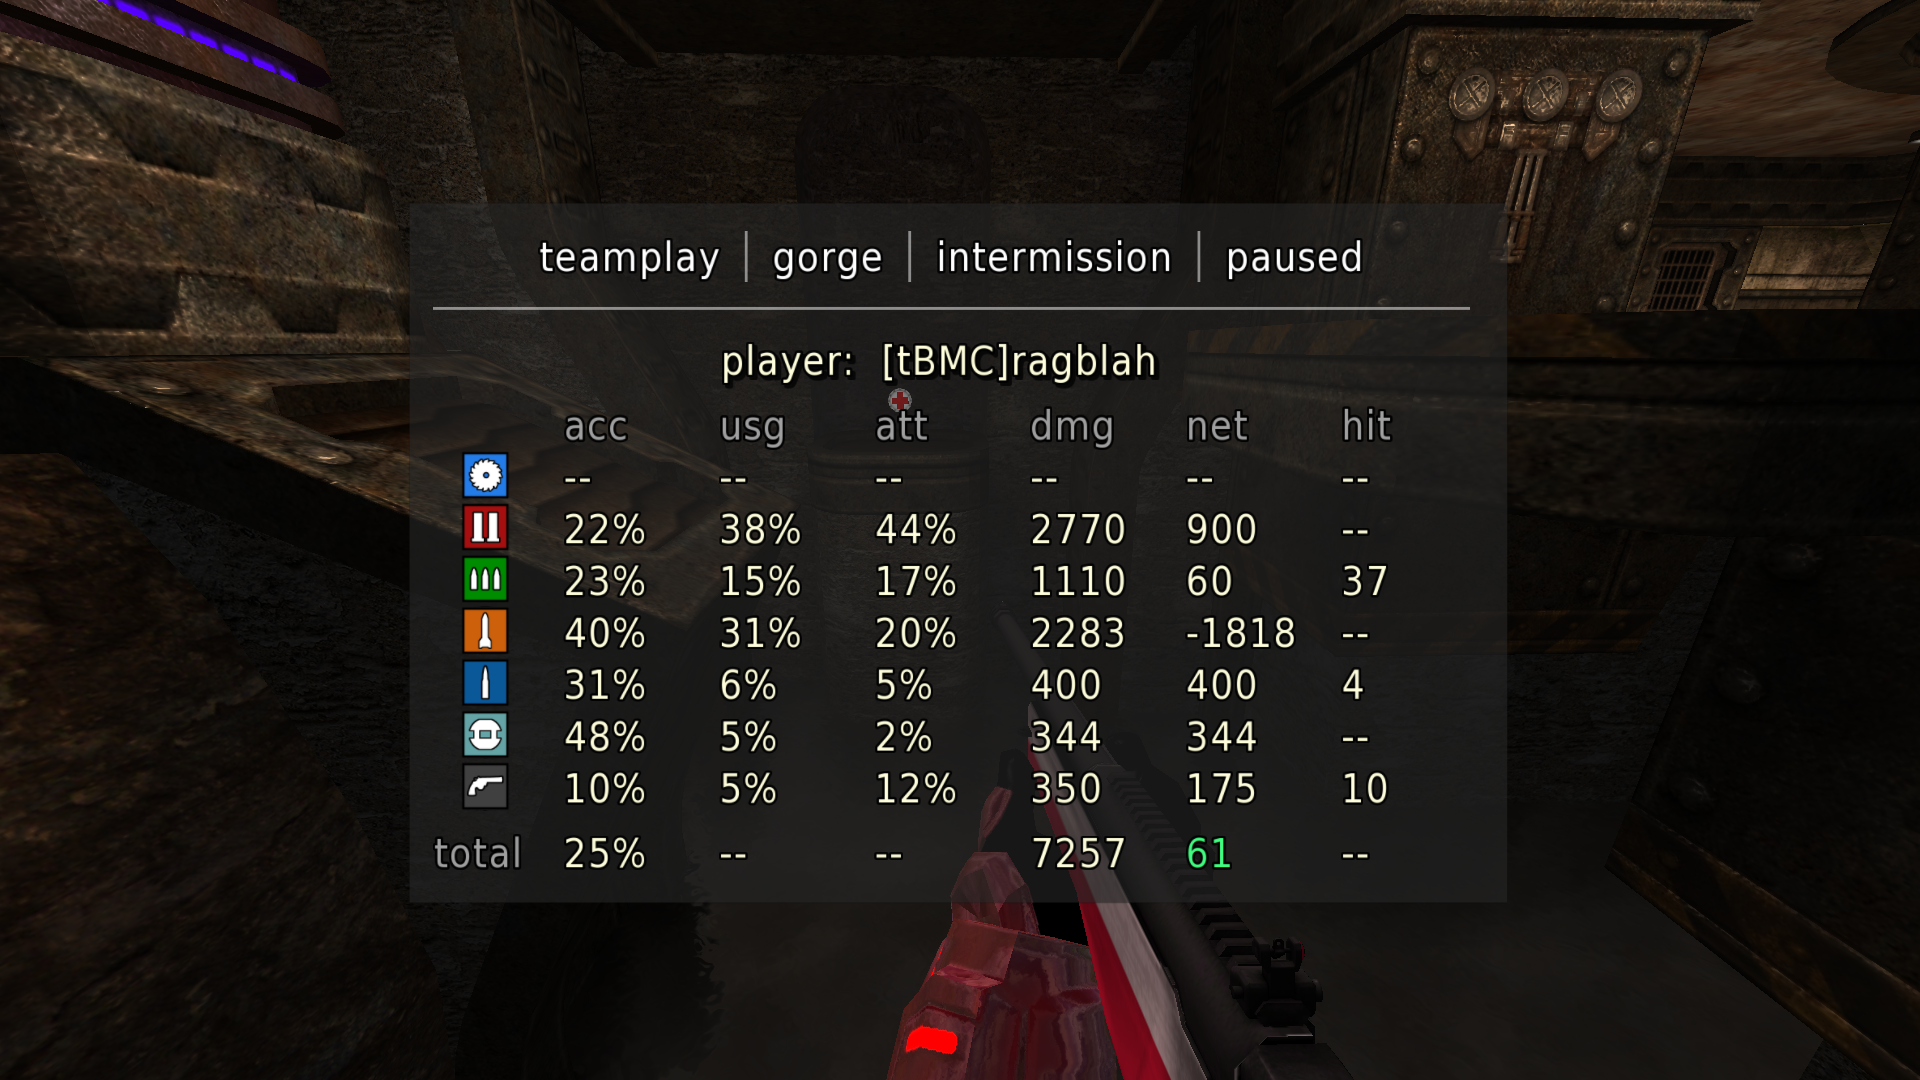 teamplay | gorge | intermission | paused
player: [tBMC]ragblah
acc usg att dmg net hit
-- -- -- -- -- --
22% 38% 44% 2770 900 --
23% 15% 17% 1110 60 37
40% 31% 20% 2283 -1818 --
31% 6% 5% 400 400 4
48% 5% 2% 344 344 --
10% 5% 12% 350 175 10
total 25% -- -- 7257 61 --